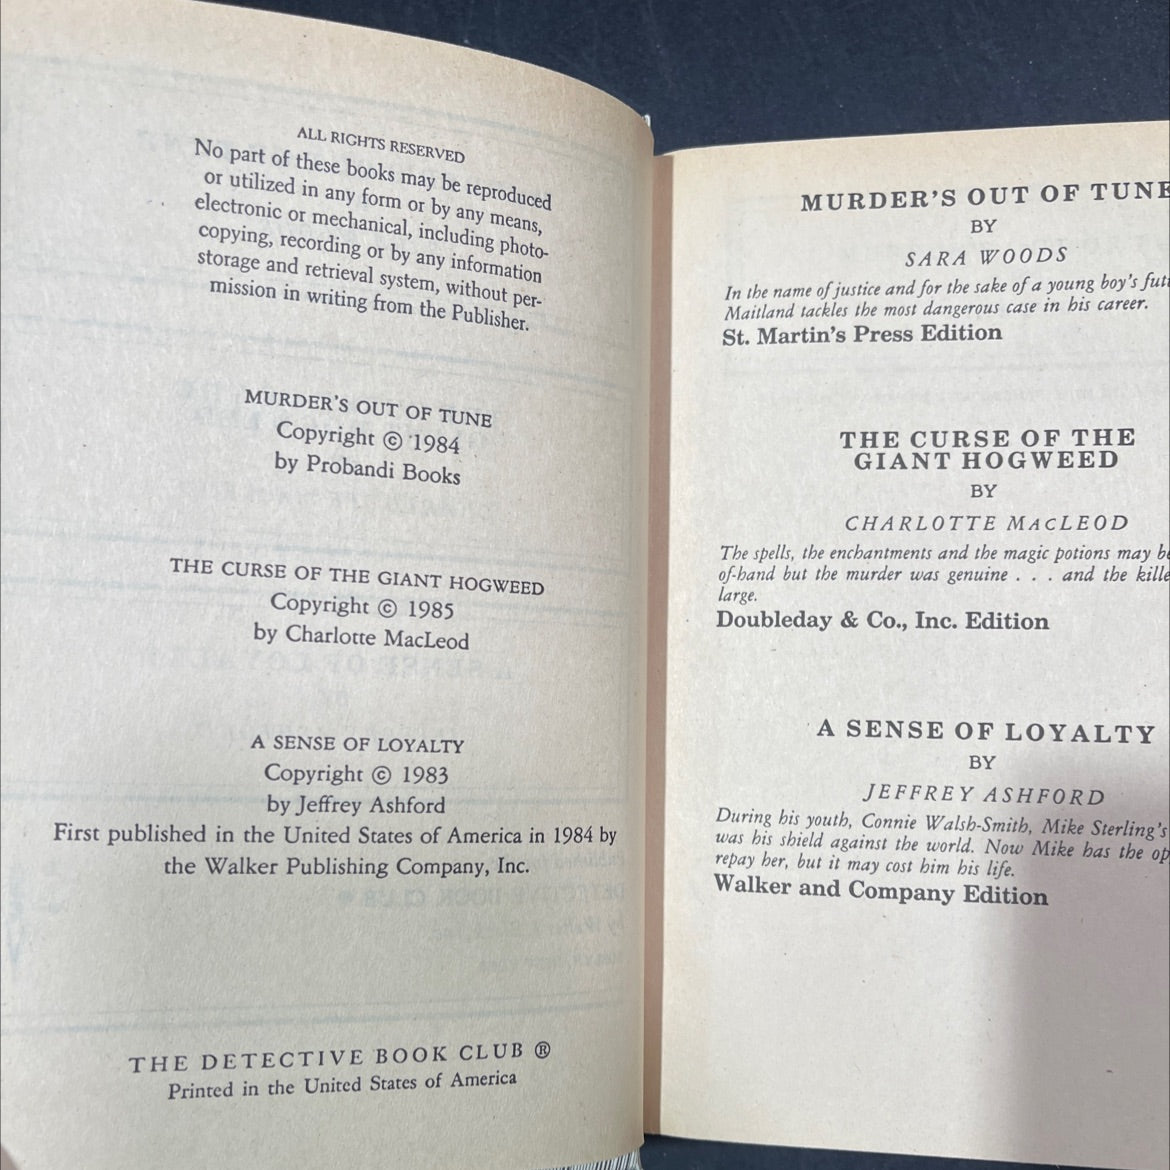 ALL RIGHTS RESERVED
No part of these books may be reproduced
or utilized in any form or by any means,
electronic or mechanical, including photo-
copying, recording or by any information
storage and retrieval system, without per-
mission in writing from the Publisher.
MURDER'S OUT OF TUNE
Copyright © 1984
by Probandi Books
THE CURSE OF THE GIANT HOGWEED
Copyright © 1985
by Charlotte MacLeod
A SENSE OF LOYALTY
Copyright © 1983
by Jeffrey Ashford
First published in the United States of America in 1984 by
the Walker Publishing Company, Inc.
THE DETECTIVE BOOK CLUB ®
Printed in the United States of America
MURDER'S OUT OF TUNE
BY
SARA WOODS
In the name of justice and for the sake of a young boy's
Maitland tackles the most dangerous case in his career.
St. Martin's Press Edition
THE CURSE OF THE
GIANT HOGWEED
BY
CHARLOTTE MACLEOD
The spells, the enchantments and the magic potions may
of-hand but the murder was genuine . . . and the
large.
Doubleday & Co., Inc. Edition
A SENSE OF LOYALTY
BY
JEFFREY ASHFORD
During his youth, Connie Walsh-Smith, Mike Sterling's
was his shield against the world. Now Mike has the
repay her, but it may cost him his life.
Walker and Company Edition